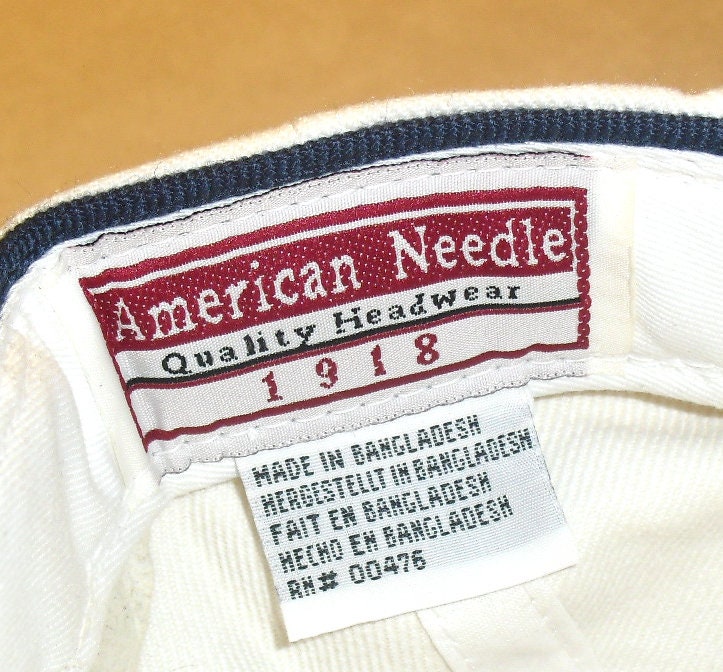 American Needle
Quality Headwear
1918
MADE IN BANGLADESH
HERGESTELLT IN BANGLADESH
FAIT EN BANGLADESH
HECHO EN BANGLADESH
RN# 00476